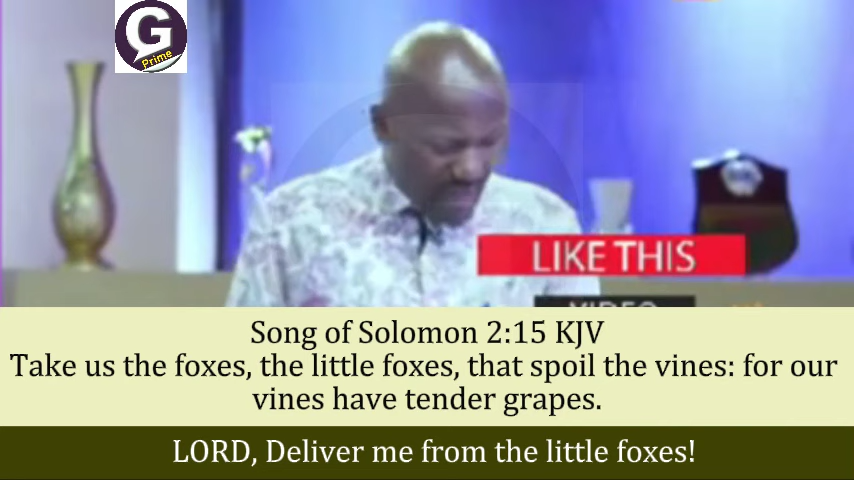 G
Prime
LIKE THIS
VIDEO
Song of Solomon 2:15 KJV
Take us the foxes, the little foxes, that spoil the vines: for our
vines have tender grapes.
LORD, Deliver me from the little foxes!